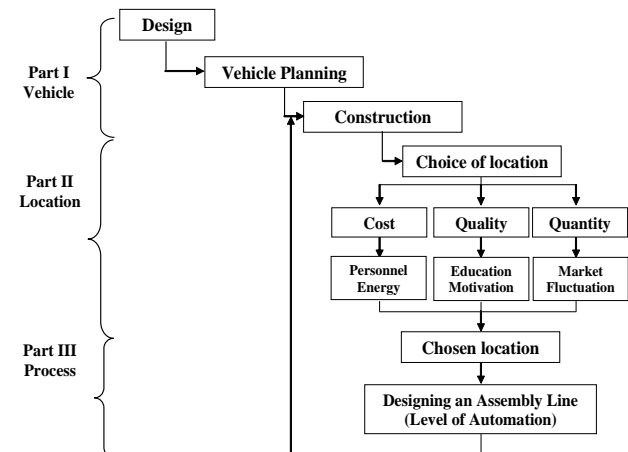 Design
Part I
Vehicle
Vehicle Planning
Construction
Choice of location
Part II
Location
Cost
Quality
Quantity
Personnel
Energy
Education
Motivation
Market
Fluctuation
Part III
Process
Chosen location
Designing an Assembly Line
(Level of Automation)